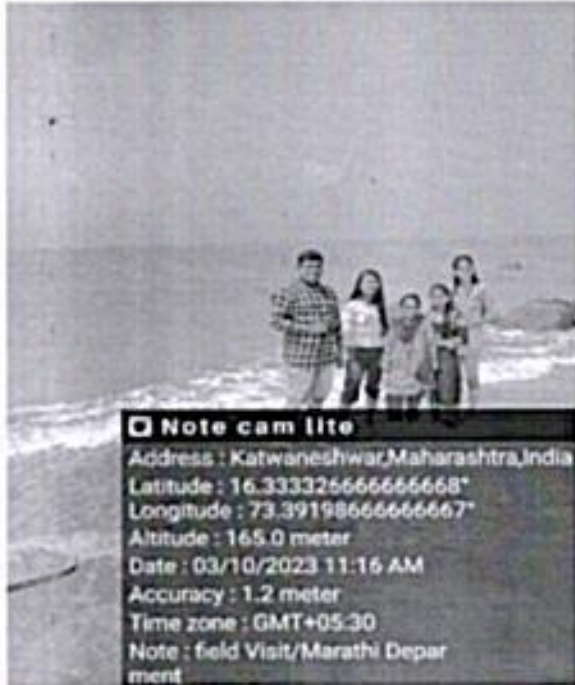 Note cam lite
Address : Katwaneshwar,Maharashtra,India
Latitude : 16.333326666666668°
Longitude : 73.39198666666667°
Altitude : 165.0 meter
Date : 03/10/2023 11:16 AM
Accuracy : 1.2 meter
Time zone : GMT+05:30
Note : field Visit/Marathi Depar
ment